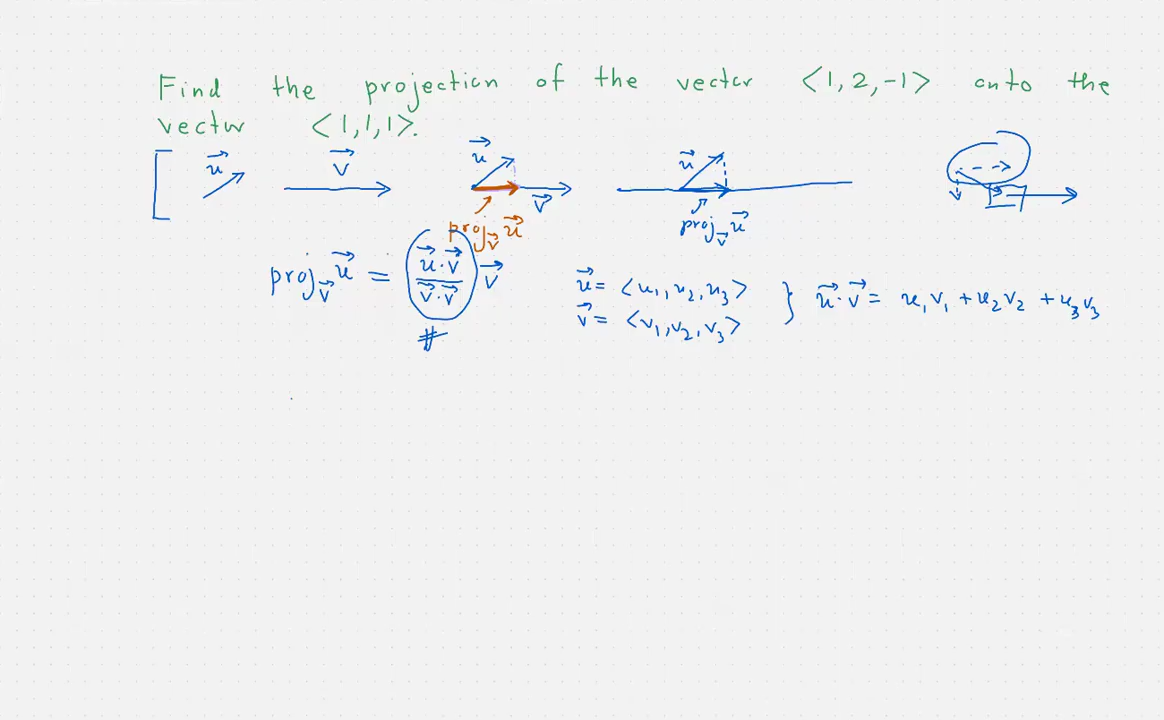 Find the projection of the vector <1, 2, -1> onto the
vector <1,1,1>.
u⃗ v⃗ u⃗ v⃗ u⃗
proj_v⃗ u⃗ proj_v⃗ u⃗
proj_v⃗ u⃗ = (u⃗·v⃗ / v⃗·v⃗) v⃗ u⃗ = <u₁, u₂, u₃> } u⃗·v⃗ = u₁v₁ + u₂v₂ + u₃v₃
v⃗ = <v₁, v₂, v₃>
#